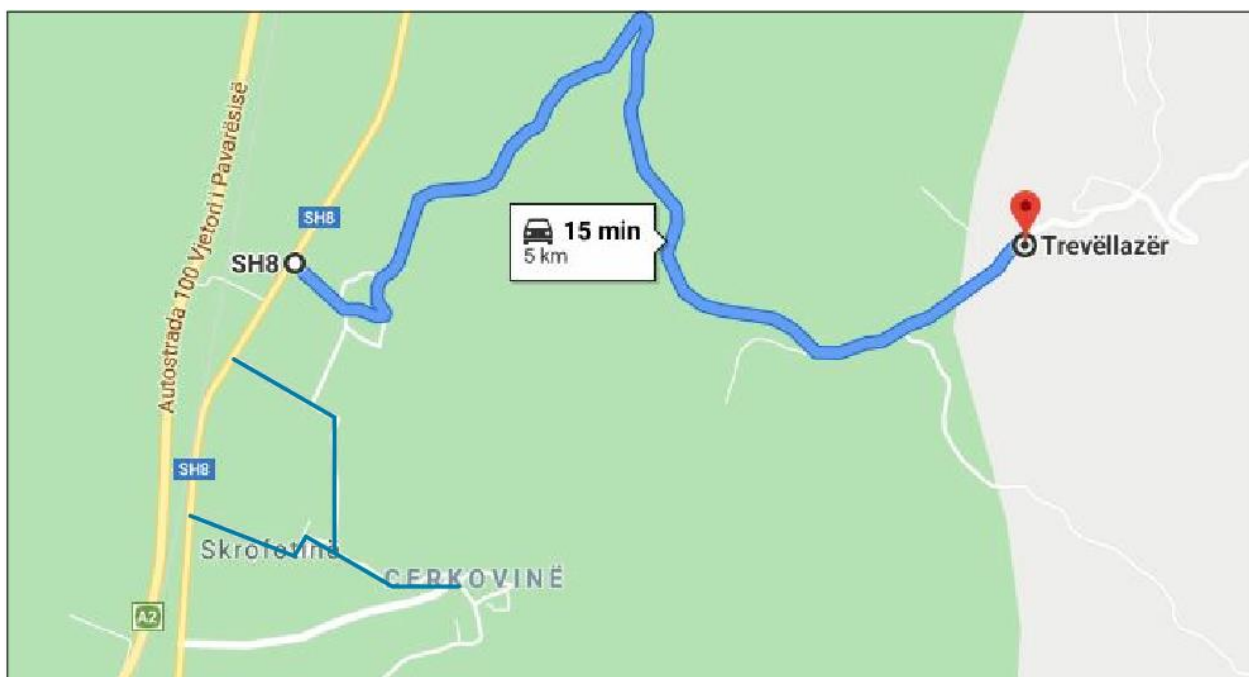 Autostrada 100 Vjetori i Pavarësisë
SH8
SH8
15 min
5 km
Trevëllazër
SH8
Skrofotinë
CERKOVINË
A2